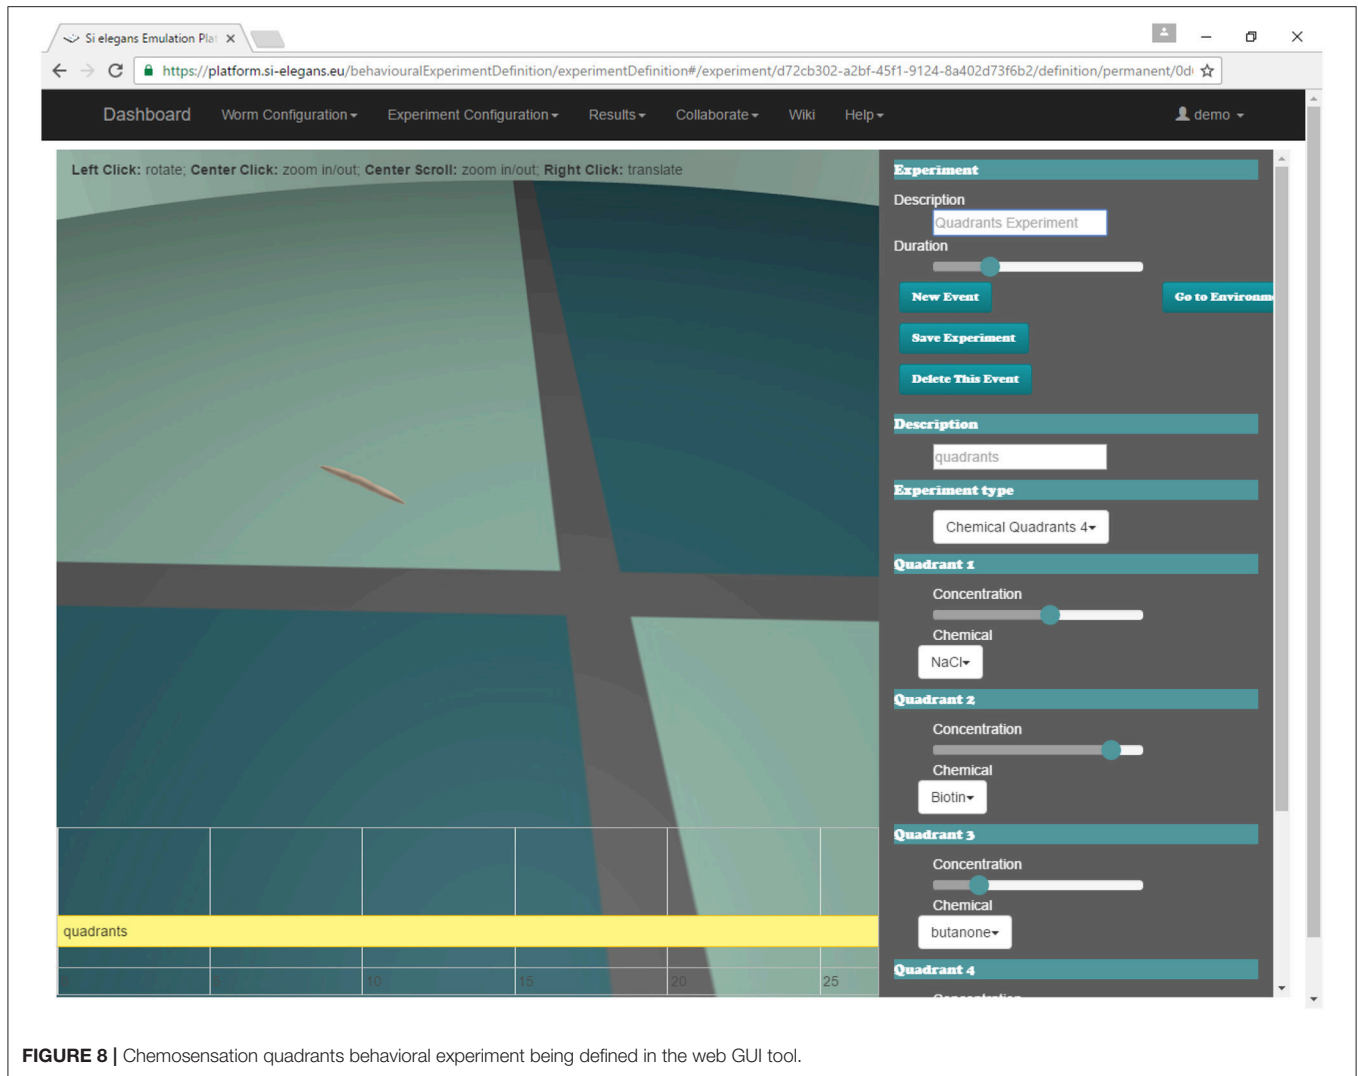 Si elegans Emulation Pla
https://platform.si-elegans.eu/behaviouralExperimentDefinition/experimentDefinition#/experiment/d72cb302-a2bf-45f1-9124-8a402d73f6b2/definition/permanent/0d
Dashboard Worm Configuration Experiment Configuration Results Collaborate Wiki Help demo
Left Click: rotate; Center Click: zoom in/out; Center Scroll: zoom in/out; Right Click: translate
Experiment
Description
Quadrants Experiment
Duration
New Event Go to Environme
Save Experiment
Delete This Event
Description
quadrants
Experiment type
Chemical Quadrants 4
Quadrant 1
Concentration
Chemical
NaCl
Quadrant 2
Concentration
Chemical
Biotin
Quadrant 3
Concentration
Chemical
butanone
Quadrant 4
Concentration
quadrants
10 15 20 25
FIGURE 8 | Chemosensation quadrants behavioral experiment being defined in the web GUI tool.